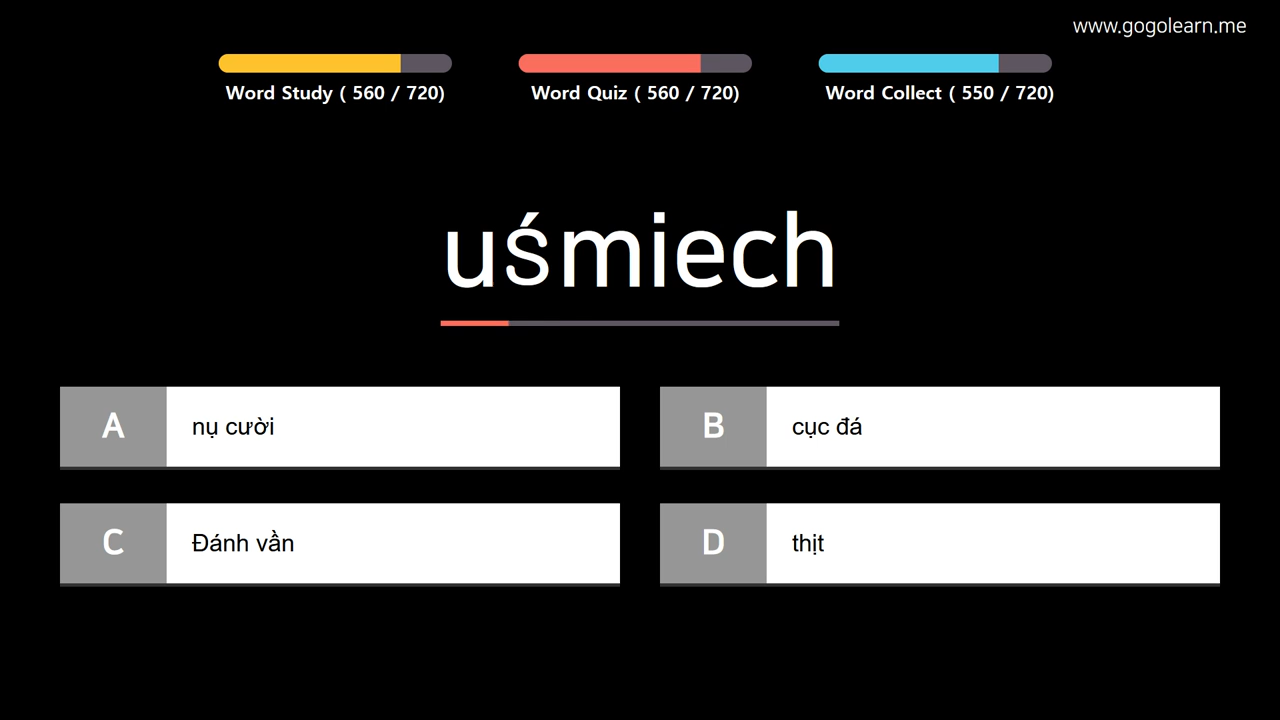 www.gogolearn.me
Word Study ( 560 / 720)
Word Quiz ( 560 / 720)
Word Collect ( 550 / 720)
uśmiech
A
nụ cười
B
cục đá
C
Đánh vần
D
thịt